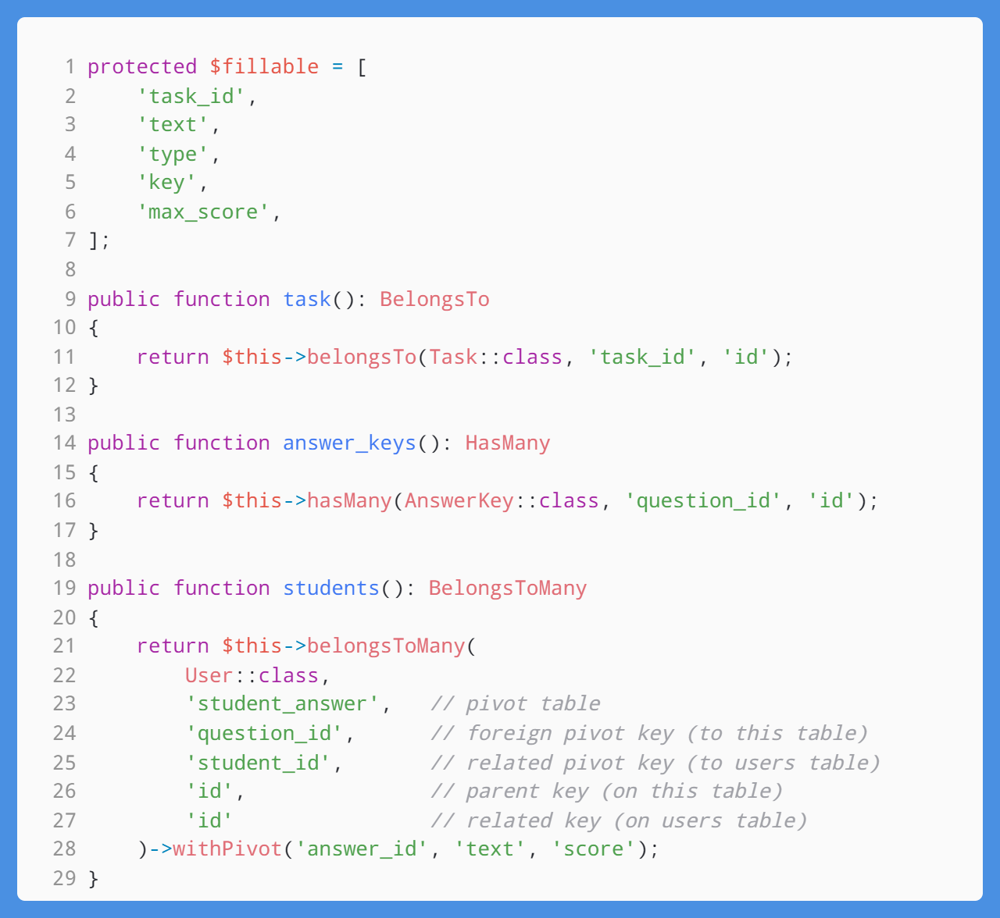 1 protected $fillable = [
2     'task_id',
3     'text',
4     'type',
5     'key',
6     'max_score',
7 ];
8
9 public function task(): BelongsTo
10 {
11     return $this->belongsTo(Task::class, 'task_id', 'id');
12 }
13
14 public function answer_keys(): HasMany
15 {
16     return $this->hasMany(AnswerKey::class, 'question_id', 'id');
17 }
18
19 public function students(): BelongsToMany
20 {
21     return $this->belongsToMany(
22         User::class,
23         'student_answer',   // pivot table
24         'question_id',      // foreign pivot key (to this table)
25         'student_id',       // related pivot key (to users table)
26         'id',               // parent key (on this table)
27         'id'                // related key (on users table)
28     )->withPivot('answer_id', 'text', 'score');
29 }